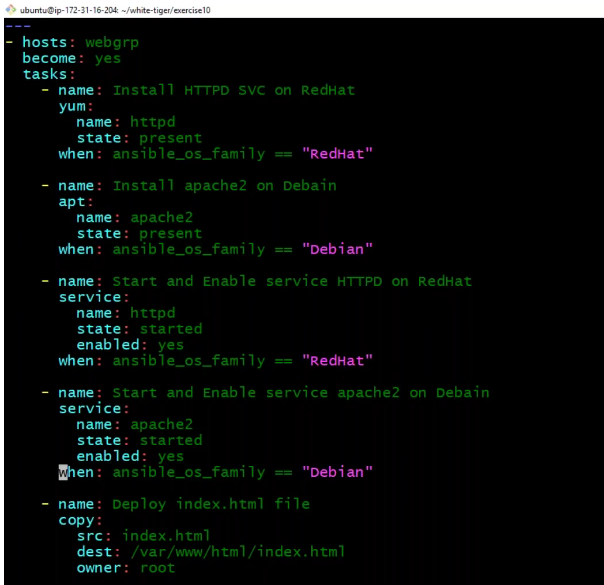 ubuntu@ip-172-31-16-204: ~/white-tiger/exercise10
---
- hosts: webgrp
  become: yes
  tasks:
    - name: Install HTTPD SVC on RedHat
      yum:
        name: httpd
        state: present
      when: ansible_os_family == "RedHat"

    - name: Install apache2 on Debain
      apt:
        name: apache2
        state: present
      when: ansible_os_family == "Debian"

    - name: Start and Enable service HTTPD on RedHat
      service:
        name: httpd
        state: started
        enabled: yes
      when: ansible_os_family == "RedHat"

    - name: Start and Enable service apache2 on Debain
      service:
        name: apache2
        state: started
        enabled: yes
      when: ansible_os_family == "Debian"

    - name: Deploy index.html file
      copy:
        src: index.html
        dest: /var/www/html/index.html
        owner: root